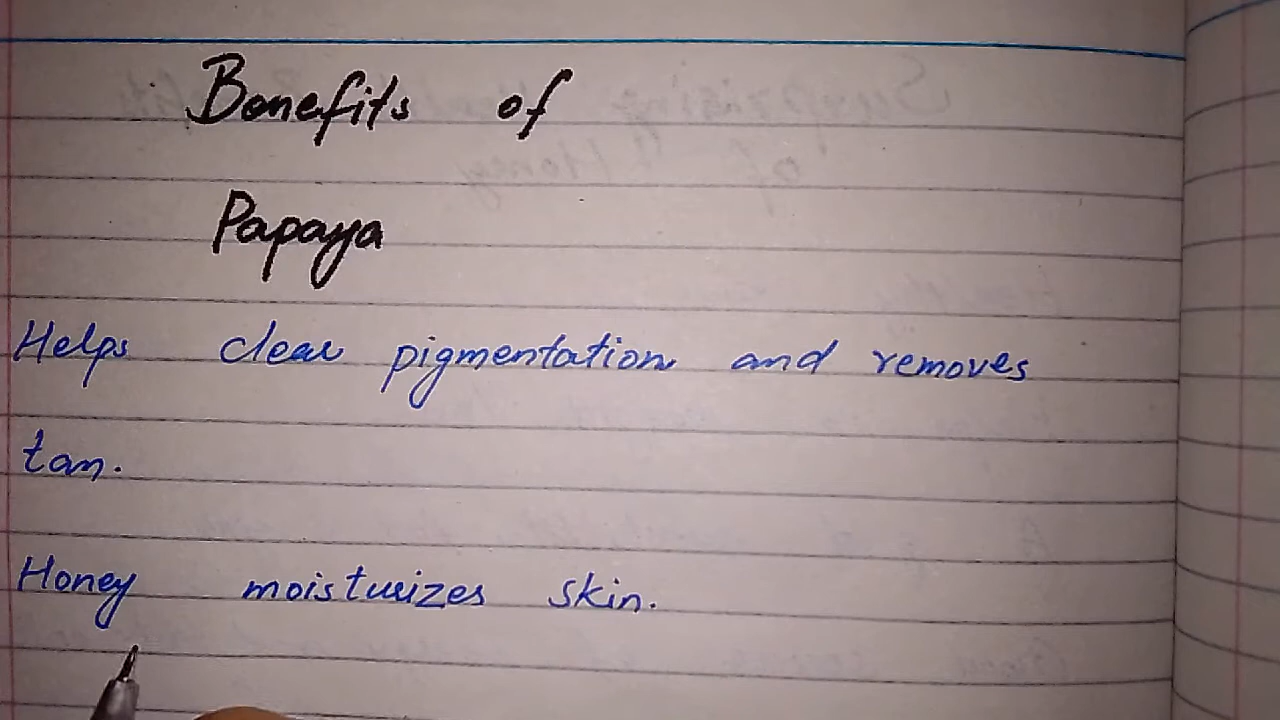 Benefits of
Papaya
Helps clear pigmentation and removes
tan.
Honey moisturizes skin.